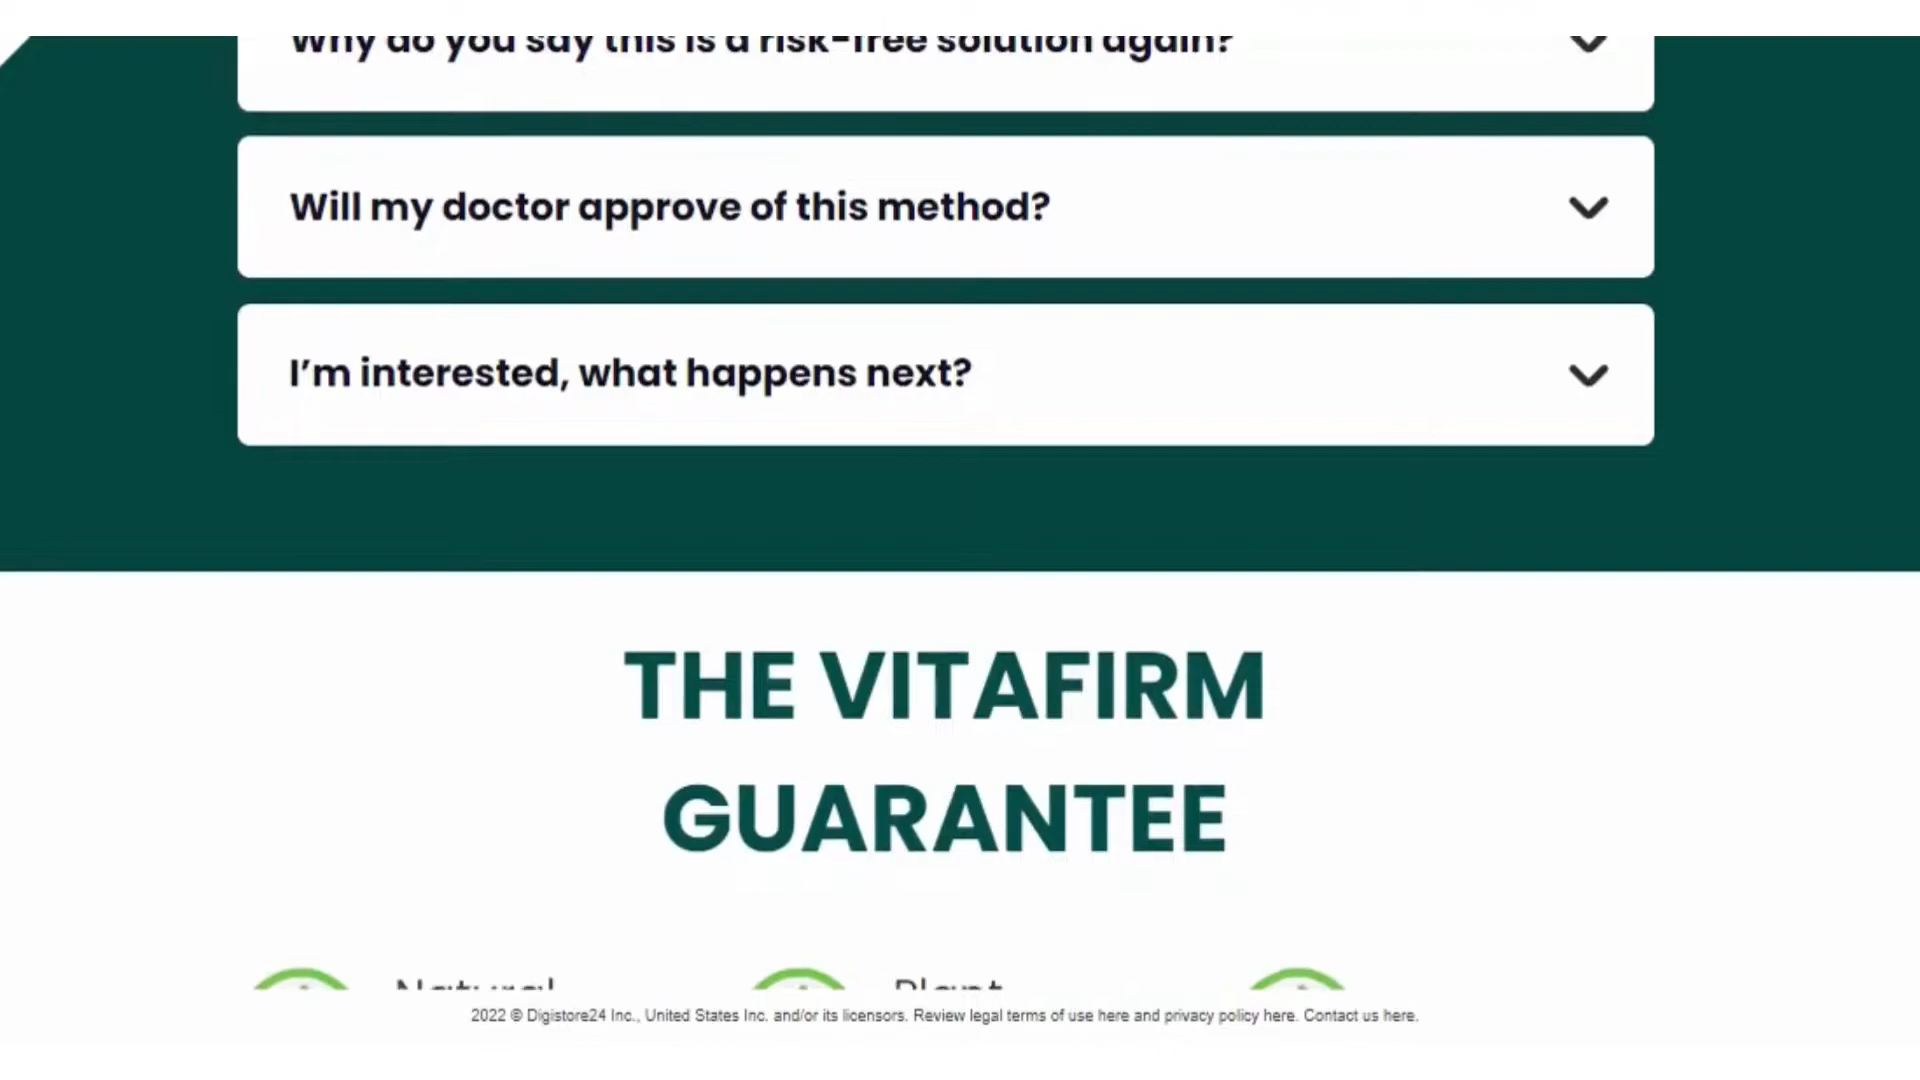 Why do you say this is a risk-free solution again?
Will my doctor approve of this method?
I’m interested, what happens next?
THE VITAFIRM
GUARANTEE
Natural Plant
2022 © Digistore24 Inc., United States Inc. and/or its licensors. Review legal terms of use here and privacy policy here. Contact us here.